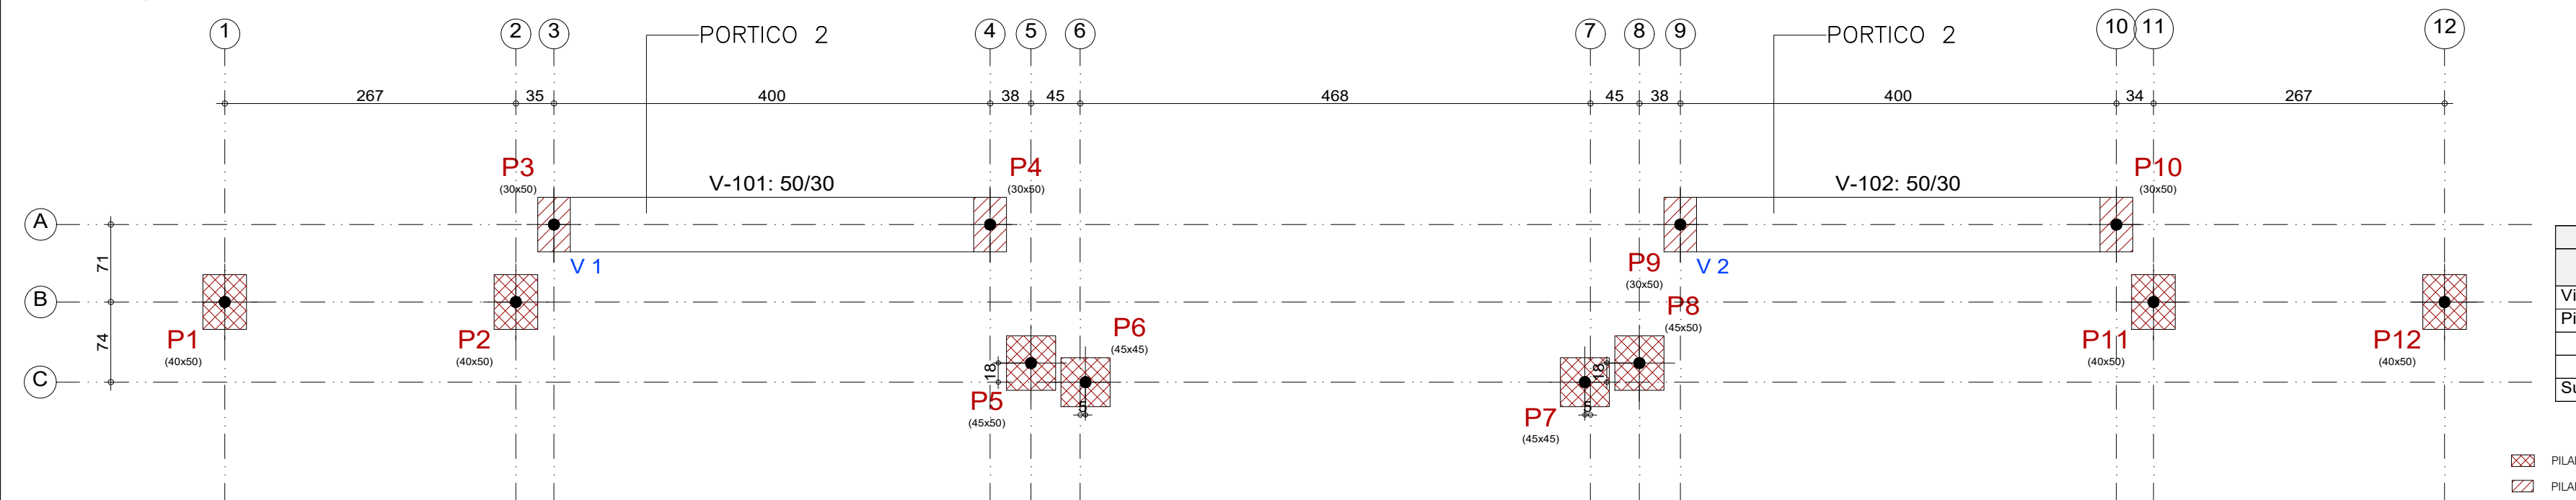 1 2 3 4 5 6 7 8 9 10 11 12
PORTICO 2 PORTICO 2
267 35 400 38 45 468 45 38 400 34 267
P3 P4 P10
(30x50) (30x50) (30x50)
V-101: 50/30 V-102: 50/30
A
V 1 P9 V 2
(30x50)
71
B
P8
(45x50)
P1 P2 P6 P11 P12
(40x50) (40x50) (45x45) (40x50) (40x50)
74
18 18
C
P5 5 P7 5
(45x50) (45x45)